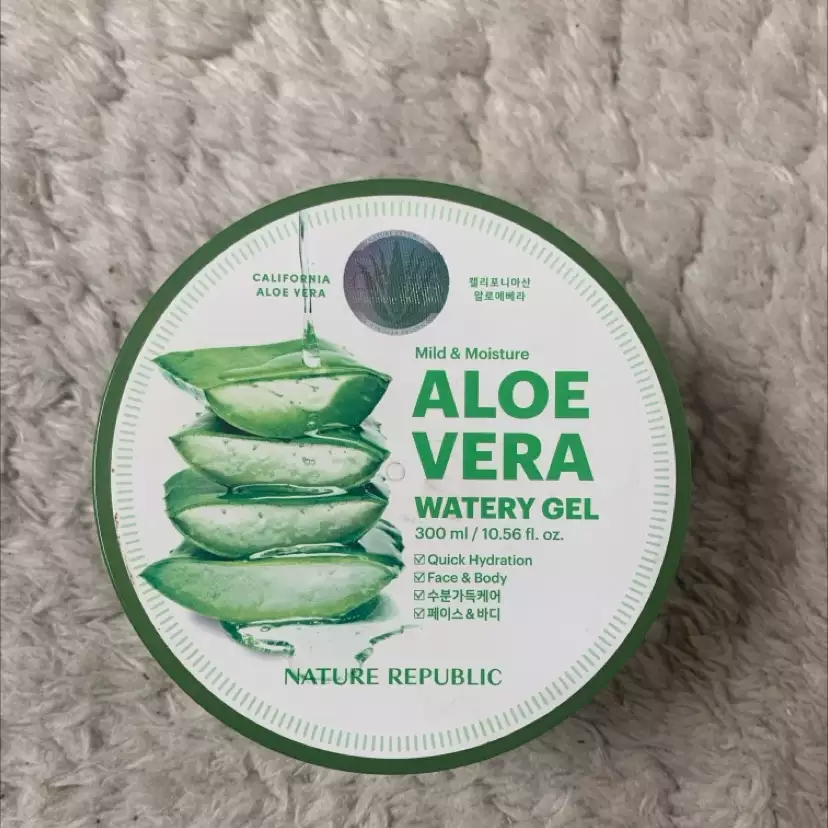 CALIFORNIA
ALOE VERA
캘리포니아산
알로에베라
Mild & Moisture
ALOE
VERA
WATERY GEL
300 ml / 10.56 fl. oz.
Quick Hydration
Face & Body
수분가득케어
페이스 & 바디
NATURE REPUBLIC